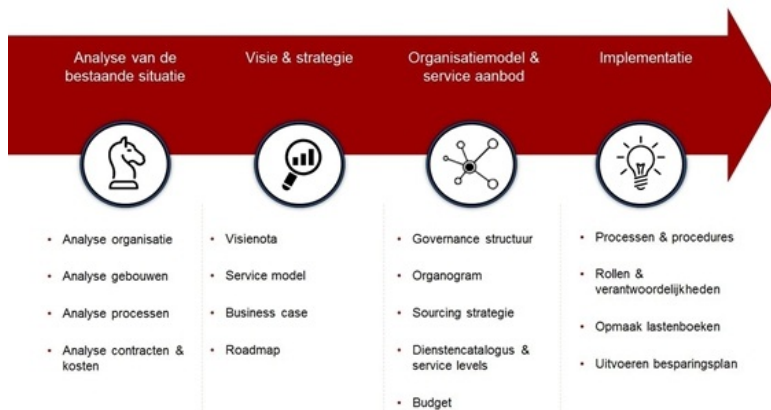 Analyse van de
bestaande situatie
Visie & strategie
Organisatiemodel &
service aanbod
Implementatie
• Analyse organisatie
• Analyse gebouwen
• Analyse processen
• Analyse contracten &
kosten
• Visienota
• Service model
• Business case
• Roadmap
• Governance structuur
• Organogram
• Sourcing strategie
• Dienstencatalogus &
service levels
• Budget
• Processen & procedures
• Rollen &
verantwoordelijkheden
• Opmaak lastenboeken
• Uitvoeren besparingsplan